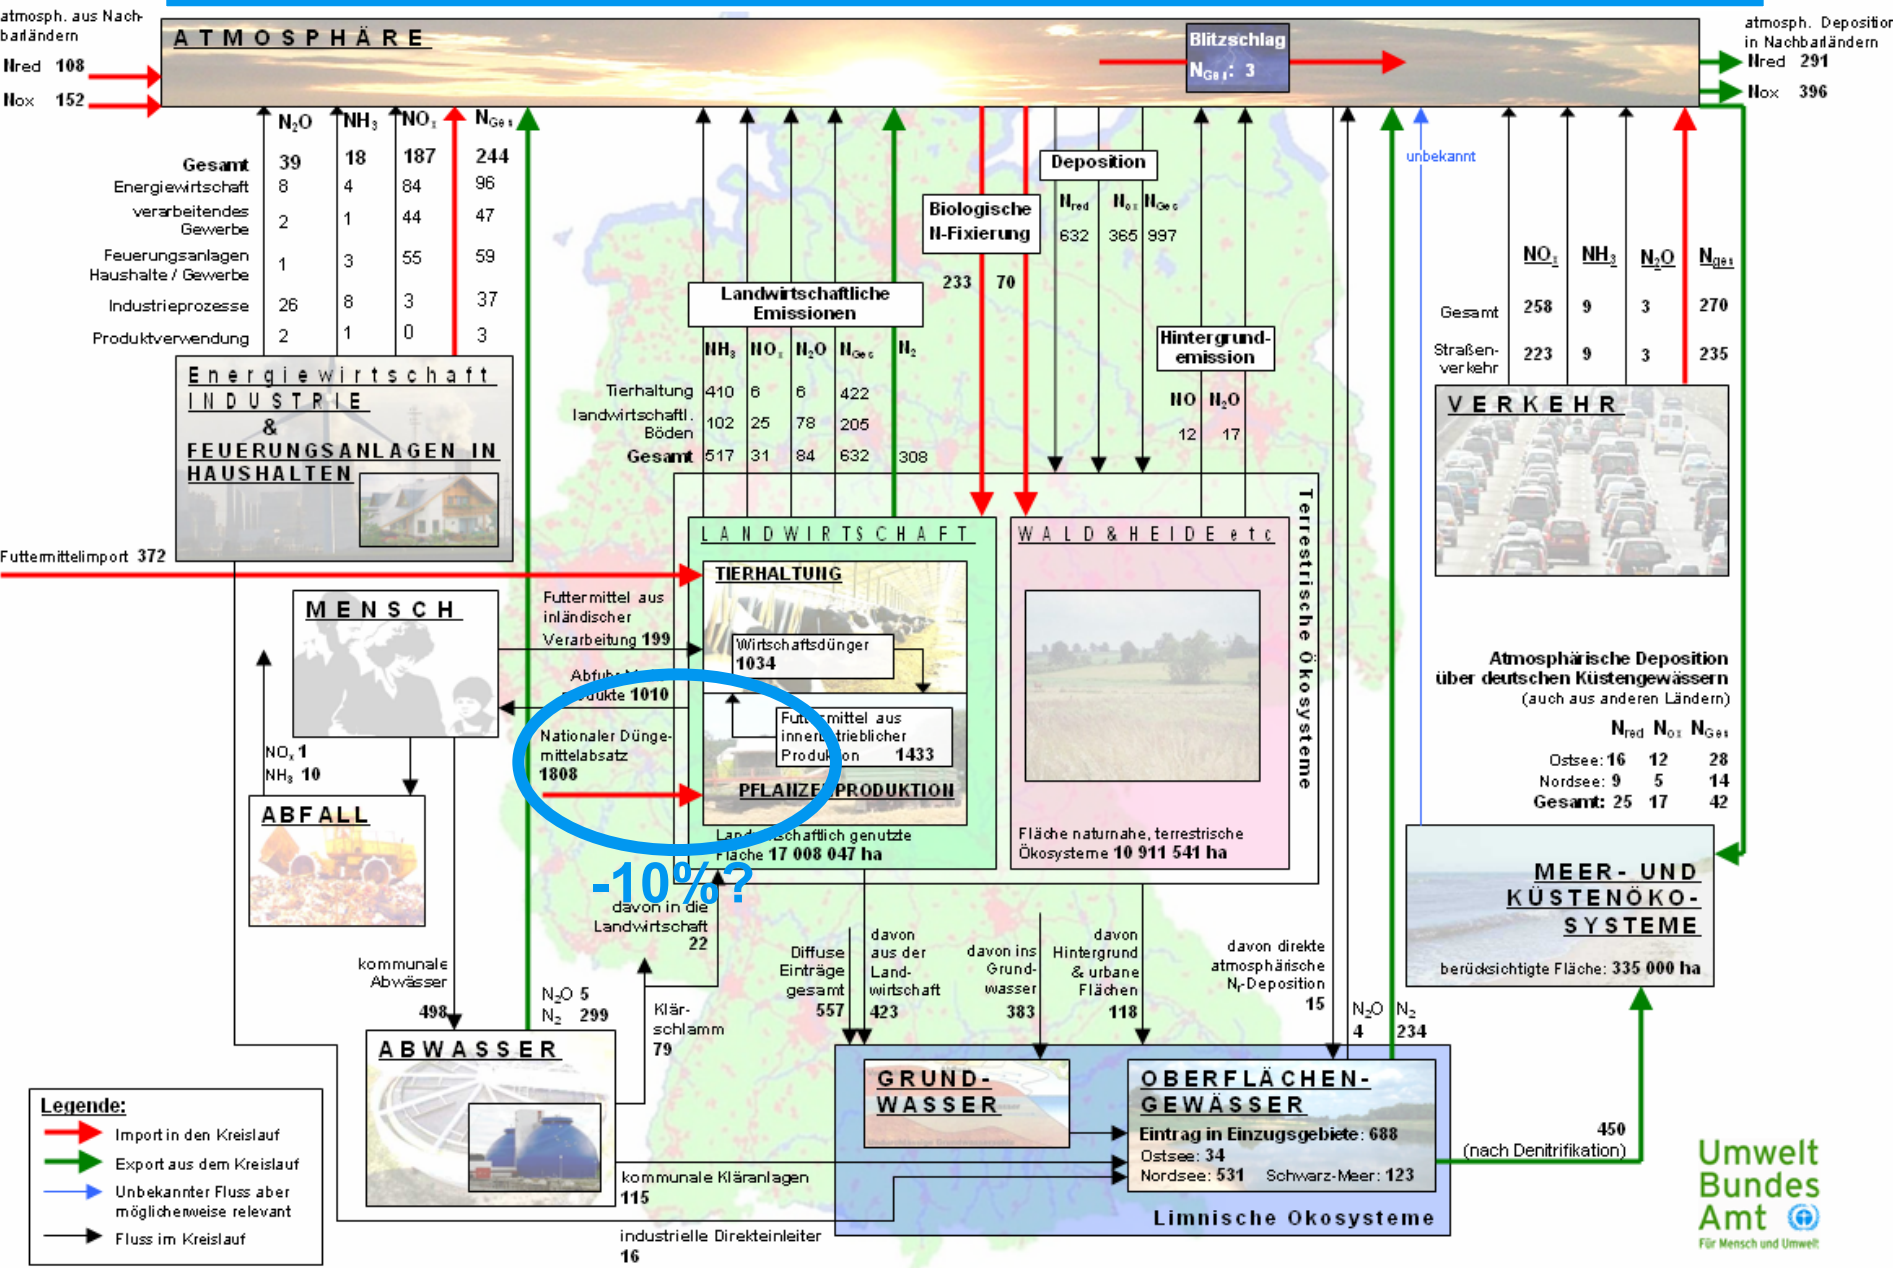 atmosph. aus Nach-
barländern
Nred 108
Nox 152
ATMOSPHÄRE
Blitzschlag
NGes: 3
atmosph. Deposition
in Nachbarländern
Nred 291
Nox 396
N2O NH3 NOx NGes
Gesamt 39 18 187 244
Energiewirtschaft 8 4 84 96
verarbeitendes
Gewerbe 2 1 44 47
Feuerungsanlagen
Haushalte / Gewerbe 1 3 55 59
Industrieprozesse 26 8 3 37
Produktverwendung 2 1 0 3
Energiewirtschaft
INDUSTRIE
&
FEUERUNGSANLAGEN IN
HAUSHALTEN
Landwirtschaftliche
Emissionen
NH3 NOx N2O NGes N2
Tierhaltung 410 6 6 422
landwirtschaftl.
Böden 102 25 78 205
Gesamt 517 31 84 632 308
Biologische
N-Fixierung
233 70
Deposition
Nred Nox NGes
632 365 997
Hintergrund-
emission
NO N2O
12 17
unbekannt
NOx NH3 N2O Nges
Gesamt 258 9 3 270
Straßen-
verkehr 223 9 3 235
VERKEHR
Futtermittelimport 372
MENSCH
Futtermittel aus
inländischer
Verarbeitung 199
1010
Nationaler Dünge-
mittelabsatz
1808
NOx 1
NH3 10
ABFALL
LANDWIRTSCHAFT
TIERHALTUNG
Wirtschaftsdünger
1034
Futtermittel aus
innerbetrieblicher
Produktion 1433
PFLANZENPRODUKTION
Landwirtschaftlich genutzte
Fläche 17 008 047 ha
-10%?
WALD & HEIDE etc
Fläche naturnahe, terrestrische
Ökosysteme 10 911 541 ha
Terrestrische Ökosysteme
Atmosphärische Deposition
über deutschen Küstengewässern
(auch aus anderen Ländern)
Nred Nox NGes
Ostsee: 16 12 28
Nordsee: 9 5 14
Gesamt: 25 17 42
MEER- UND
KÜSTENÖKO-
SYSTEME
berücksichtigte Fläche: 335 000 ha
davon in die
Landwirtschaft
22
kommunale
Abwässer
498
N2O 5
N2 299
Klär-
schlamm
79
Diffuse
Einträge
gesamt
557
davon
aus der
Land-
wirtschaft
423
davon ins
Grund-
wasser
383
davon
Hintergrund
& urbane
Flächen
118
davon direkte
atmosphärische
Nr-Deposition
15
N2O
4
N2
234
ABWASSER
GRUND-
WASSER
OBERFLÄCHEN-
GEWÄSSER
Eintrag in Einzugsgebiete: 688
Ostsee: 34
Nordsee: 531 Schwarz-Meer: 123
Limnische Okosysteme
450
(nach Denitrifikation)
kommunale Kläranlagen
115
industrielle Direkteinleiter
16
Legende:
Import in den Kreislauf
Export aus dem Kreislauf
Unbekannter Fluss aber
möglicherweise relevant
Fluss im Kreislauf
Umwelt
Bundes
Amt
Für Mensch und Umwelt